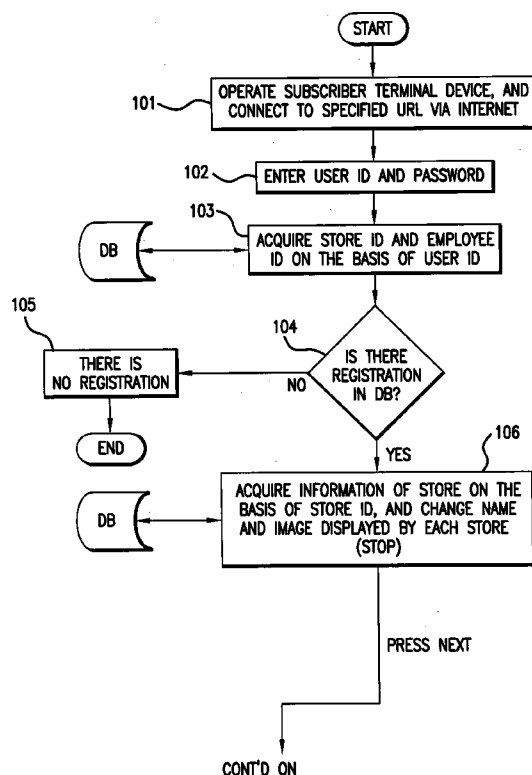 START
101
OPERATE SUBSCRIBER TERMINAL DEVICE, AND
CONNECT TO SPECIFIED URL VIA INTERNET
102
ENTER USER ID AND PASSWORD
103
DB
ACQUIRE STORE ID AND EMPLOYEE
ID ON THE BASIS OF USER ID
105
104
THERE IS
NO REGISTRATION
NO
IS THERE
REGISTRATION
IN DB?
END
YES
106
DB
ACQUIRE INFORMATION OF STORE ON THE
BASIS OF STORE ID, AND CHANGE NAME
AND IMAGE DISPLAYED BY EACH STORE
(STOP)
PRESS NEXT
CONT'D ON